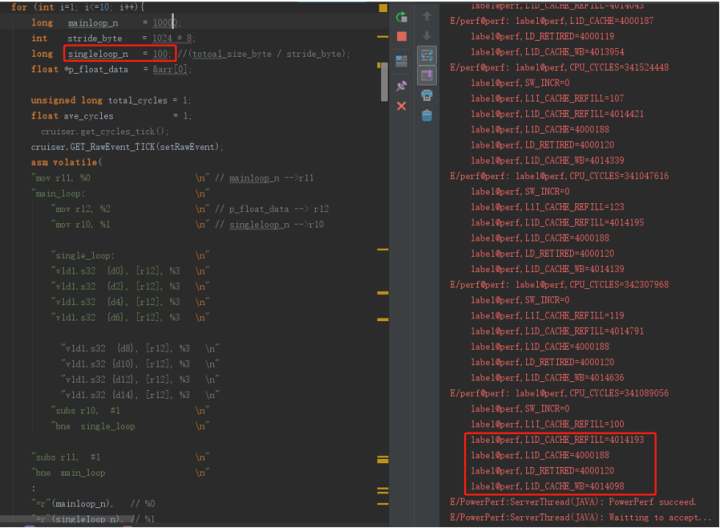 for (int i=1; i<=10; i++){
long mainloop_n = 10000;
int stride_byte = 1024 * 8;
long singleloop_n = 100; //(totoal_size_byte / stride_byte);
float *p_float_data = &arr[0];
unsigned long total_cycles = 1;
float ave_cycles = 1;
cruiser.get_cycles_tick();
cruiser.GET_RawEvent_TICK(setRawEvent);
asm volatile(
"mov r11, %0 \n" // mainloop_n -->r11
"main_loop: \n"
"mov r12, %2 \n" // p_float_data --> r12
"mov r10, %1 \n" // singleloop_n -->r10
"single_loop: \n"
"vld1.s32 {d0}, [r12], %3 \n"
"vld1.s32 {d2}, [r12], %3 \n"
"vld1.s32 {d4}, [r12], %3 \n"
"vld1.s32 {d6}, [r12], %3 \n"
"vld1.s32 {d8}, [r12], %3 \n"
"vld1.s32 {d10}, [r12], %3 \n"
"vld1.s32 {d12}, [r12], %3 \n"
"vld1.s32 {d14}, [r12], %3 \n"
"subs r10, #1 \n"
"bne single_loop \n"
"subs r11, #1 \n"
"bne main_loop \n"
:
"=r"(mainloop_n), // %0
"=r"(singleloop_n), // %1
label@perf,L1D_CACHE_REFILL=4014043
E/perf@perf: label@perf,L1D_CACHE=4000187
label@perf,LD_RETIRED=4000119
label@perf,L1D_CACHE_WB=4013954
E/perf@perf: label@perf,CPU_CYCLES=341524448
label@perf,SW_INCR=0
label@perf,L1I_CACHE_REFILL=107
label@perf,L1D_CACHE_REFILL=4014421
label@perf,L1D_CACHE=4000188
label@perf,LD_RETIRED=4000120
label@perf,L1D_CACHE_WB=4014339
E/perf@perf: label@perf,CPU_CYCLES=341047616
label@perf,SW_INCR=0
label@perf,L1I_CACHE_REFILL=123
label@perf,L1D_CACHE_REFILL=4014195
label@perf,L1D_CACHE=4000188
label@perf,LD_RETIRED=4000120
label@perf,L1D_CACHE_WB=4014139
E/perf@perf: label@perf,CPU_CYCLES=342307968
label@perf,SW_INCR=0
label@perf,L1I_CACHE_REFILL=119
label@perf,L1D_CACHE_REFILL=4014791
label@perf,L1D_CACHE=4000188
label@perf,LD_RETIRED=4000120
label@perf,L1D_CACHE_WB=4014636
E/perf@perf: label@perf,CPU_CYCLES=341089056
label@perf,SW_INCR=0
label@perf,L1I_CACHE_REFILL=100
label@perf,L1D_CACHE_REFILL=4014193
label@perf,L1D_CACHE=4000188
label@perf,LD_RETIRED=4000120
label@perf,L1D_CACHE_WB=4014098
E/PowerPerf:ServerThread(JAVA): PowerPerf succeed.
E/PowerPerf:ServerThread(JAVA): Waitting to accept...